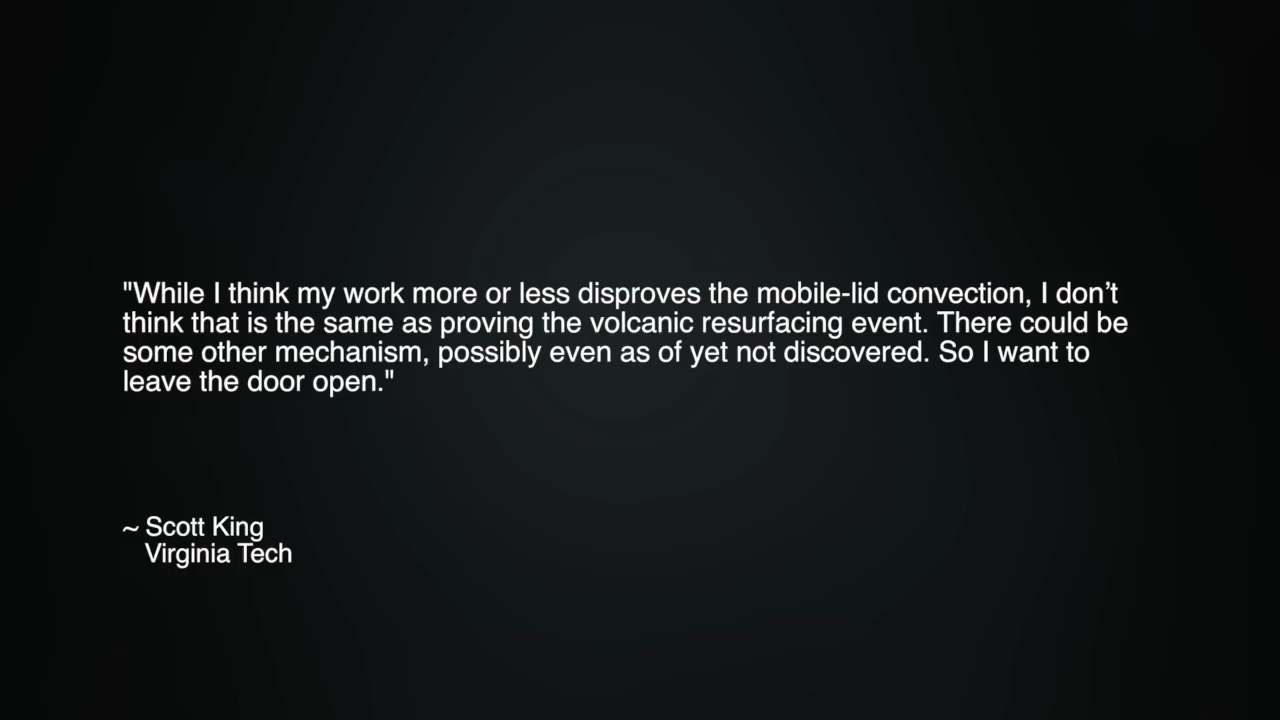 "While I think my work more or less disproves the mobile-lid convection, I don’t
think that is the same as proving the volcanic resurfacing event. There could be
some other mechanism, possibly even as of yet not discovered. So I want to
leave the door open."
~ Scott King
Virginia Tech